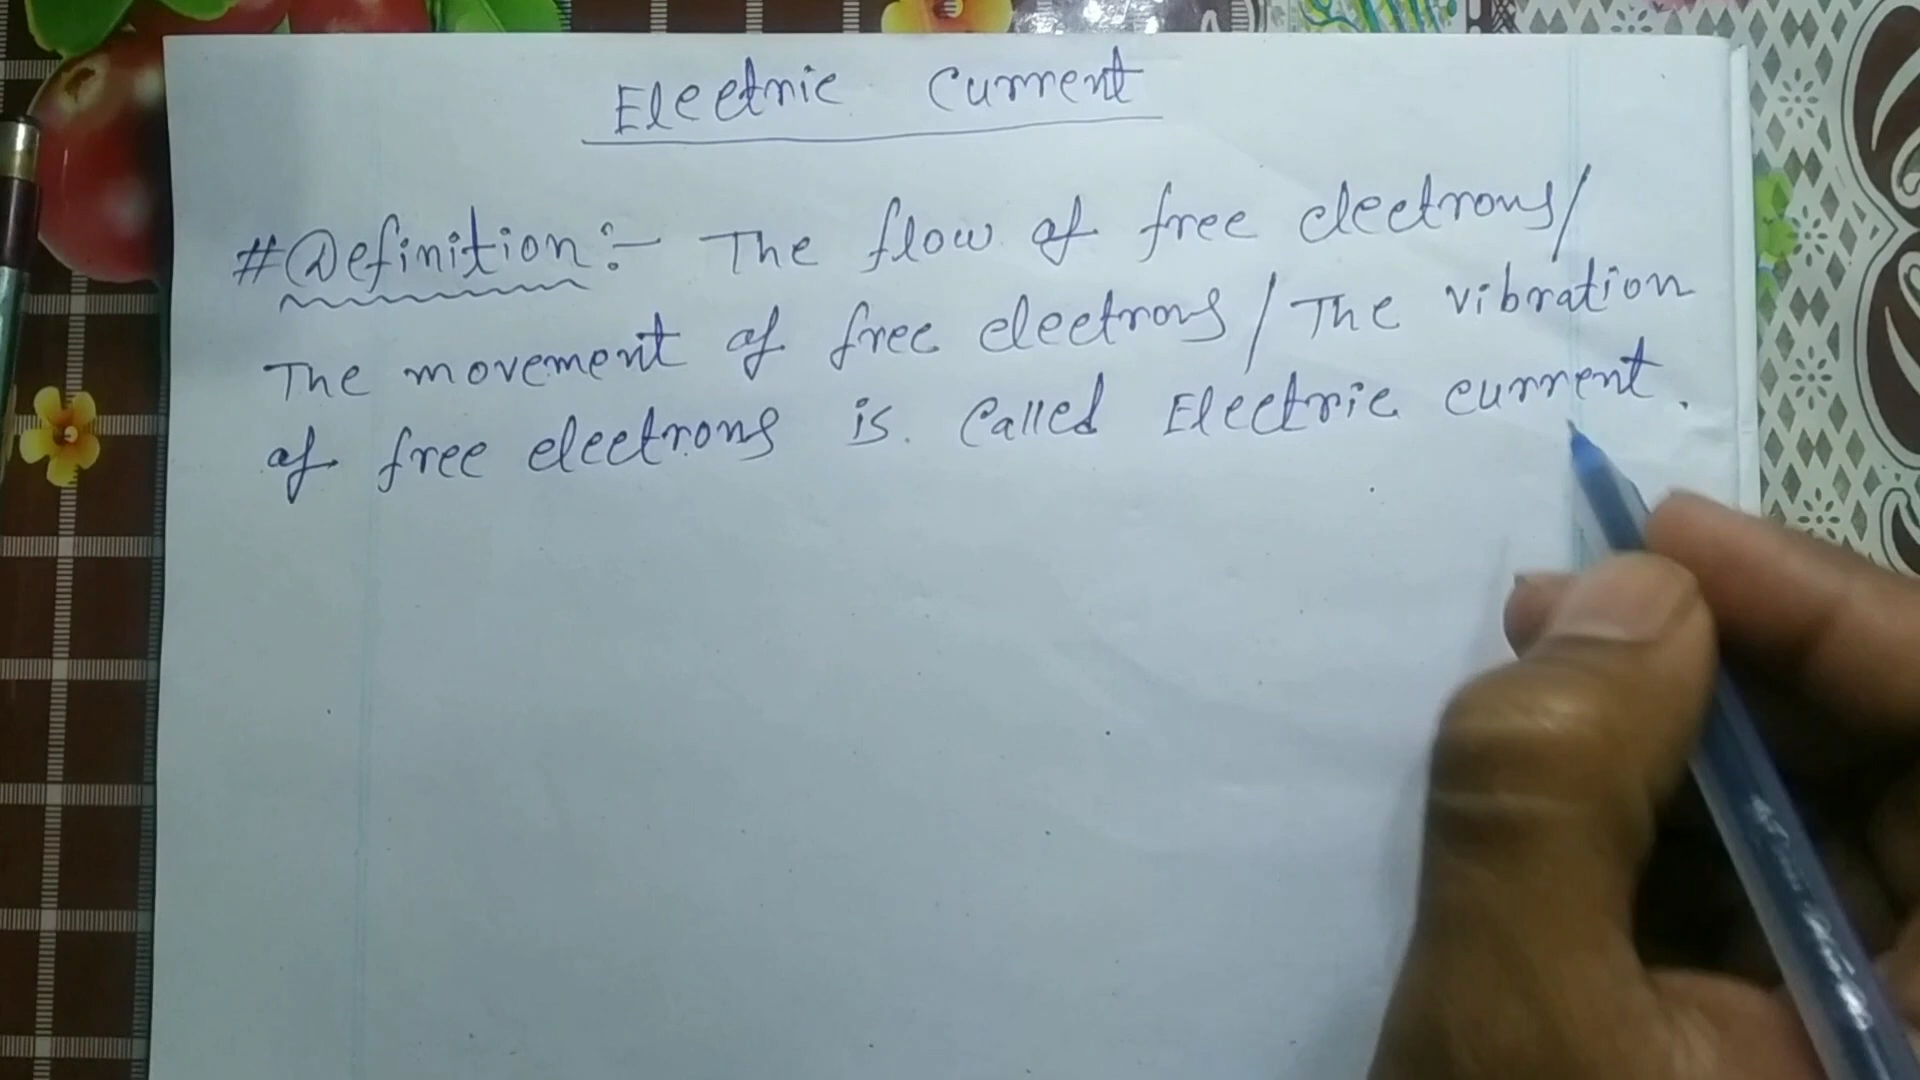 Electric Current
#Definition:- The flow of free electrons/
The movement of free electrons/The vibration
of free electrons is. Called Electric current.